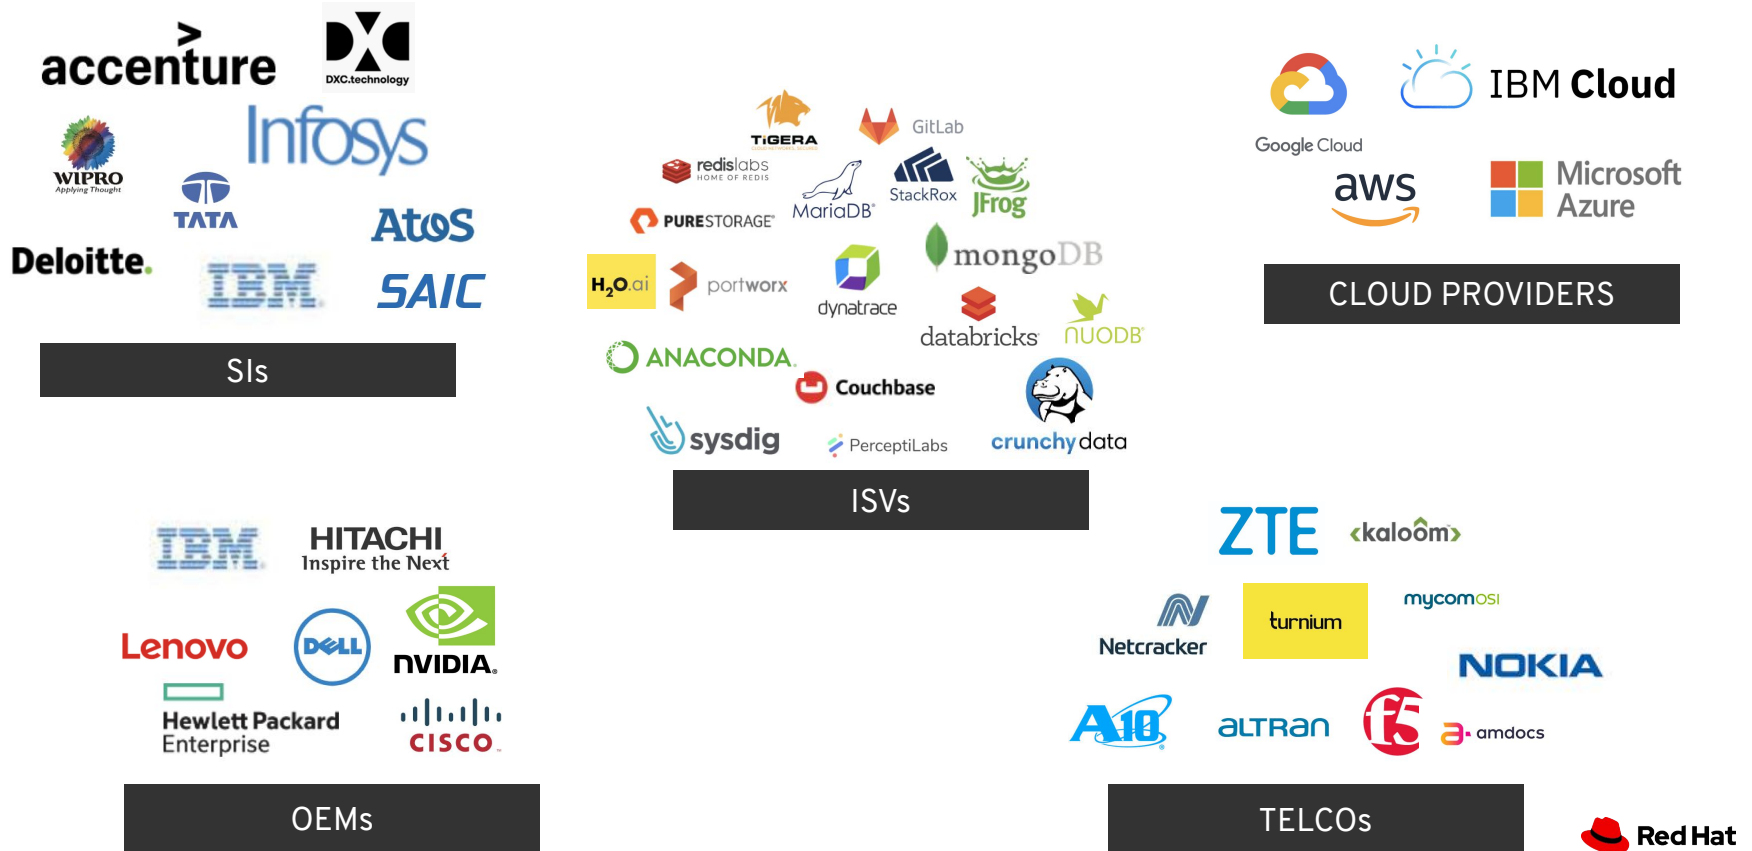 accenture
DXC.technology
Infosys
WIPRO
Applying Thought
TATA
Atos
Deloitte.
IBM
SAIC
SIs
TiGERA
GitLab
redislabs
HOME OF REDIS
MariaDB
StackRox
JFrog
PURESTORAGE
mongoDB
H2O.ai
portworx
dynatrace
databricks
NUODB
ANACONDA
Couchbase
sysdig
PerceptiLabs
crunchydata
ISVs
Google Cloud
IBM Cloud
aws
Microsoft
Azure
CLOUD PROVIDERS
IBM
HITACHI
Inspire the Next
Lenovo
DELL
NVIDIA
Hewlett Packard
Enterprise
CISCO
OEMs
ZTE
kaloom
Netcracker
turnium
mycomosi
NOKIA
A10
aLTRan
f5
a amdocs
TELCOs
Red Hat